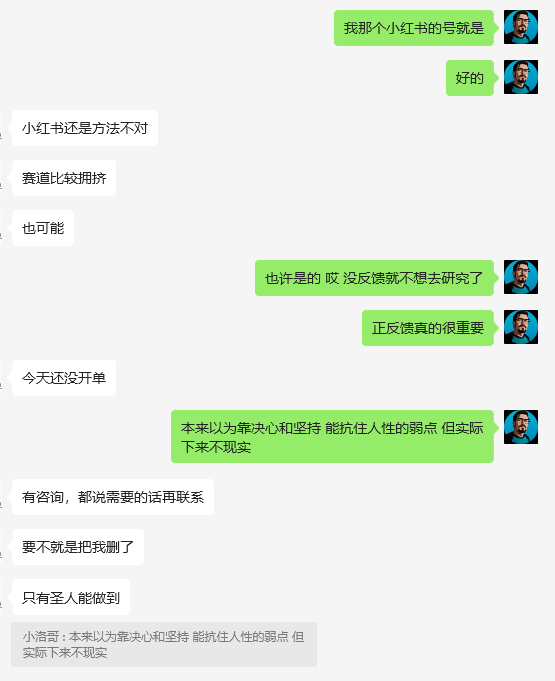 我那个小红书的号就是
好的
小红书还是方法不对
赛道比较拥挤
也可能
也许是的 哎 没反馈就不想去研究了
正反馈真的很重要
今天还没开单
本来以为靠决心和坚持 能抗住人性的弱点 但实际
下来不现实
有咨询，都说需要的话再联系
要不就是把我删了
只有圣人能做到
小洛哥 : 本来以为靠决心和坚持 能抗住人性的弱点 但
实际下来不现实